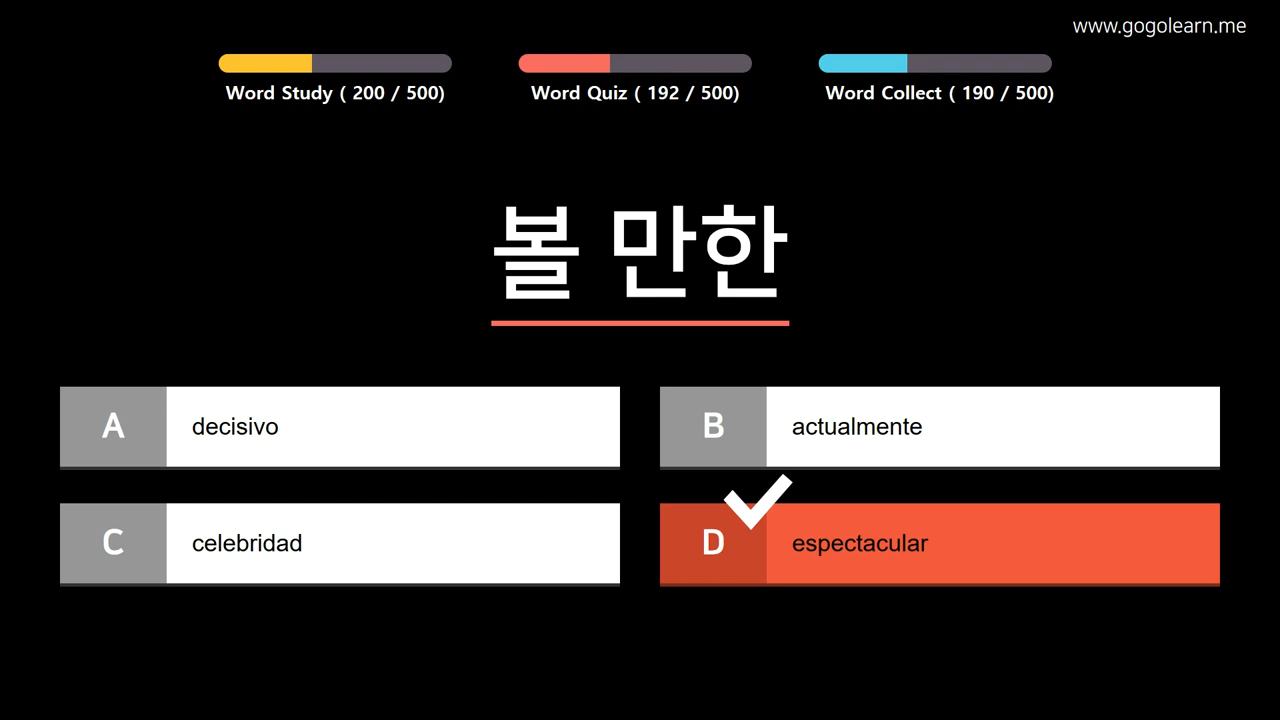 www.gogolearn.me
Word Study ( 200 / 500)
Word Quiz ( 192 / 500)
Word Collect ( 190 / 500)
볼 만한
A decisivo
B actualmente
C celebridad
D espectacular